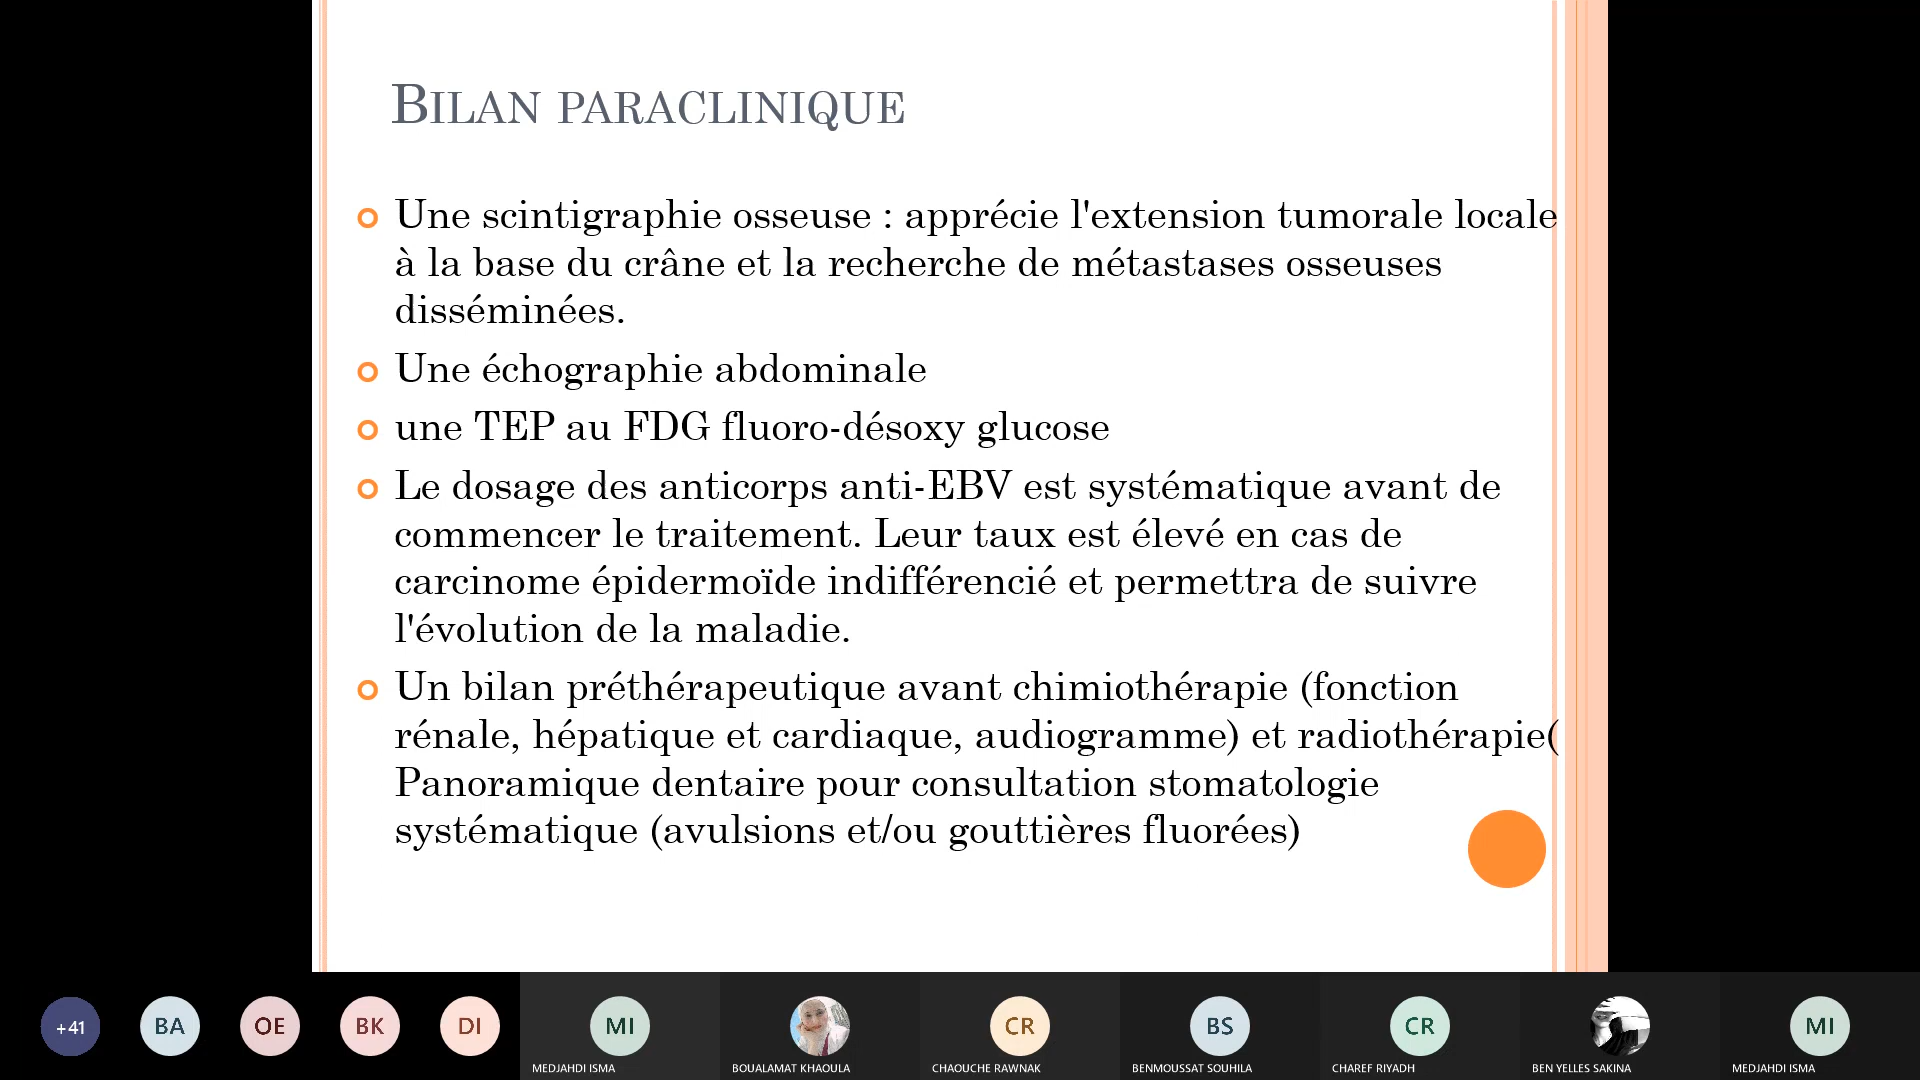 BILAN PARACLINIQUE
Une scintigraphie osseuse : apprécie l'extension tumorale locale
à la base du crâne et la recherche de métastases osseuses
disséminées.
Une échographie abdominale
une TEP au FDG fluoro-désoxy glucose
Le dosage des anticorps anti-EBV est systématique avant de
commencer le traitement. Leur taux est élevé en cas de
carcinome épidermoïde indifférencié et permettra de suivre
l'évolution de la maladie.
Un bilan préthérapeutique avant chimiothérapie (fonction
rénale, hépatique et cardiaque, audiogramme) et radiothérapie(
Panoramique dentaire pour consultation stomatologie
systématique (avulsions et/ou gouttières fluorées)
+41 BA OE BK DI MI CR BS CR MI
MEDJAHDI ISMA BOUALAMAT KHAOULA CHAOUCHE RAWNAK BENMOUSSAT SOUHILA CHAREF RIYADH BEN YELLES SAKINA MEDJAHDI ISMA